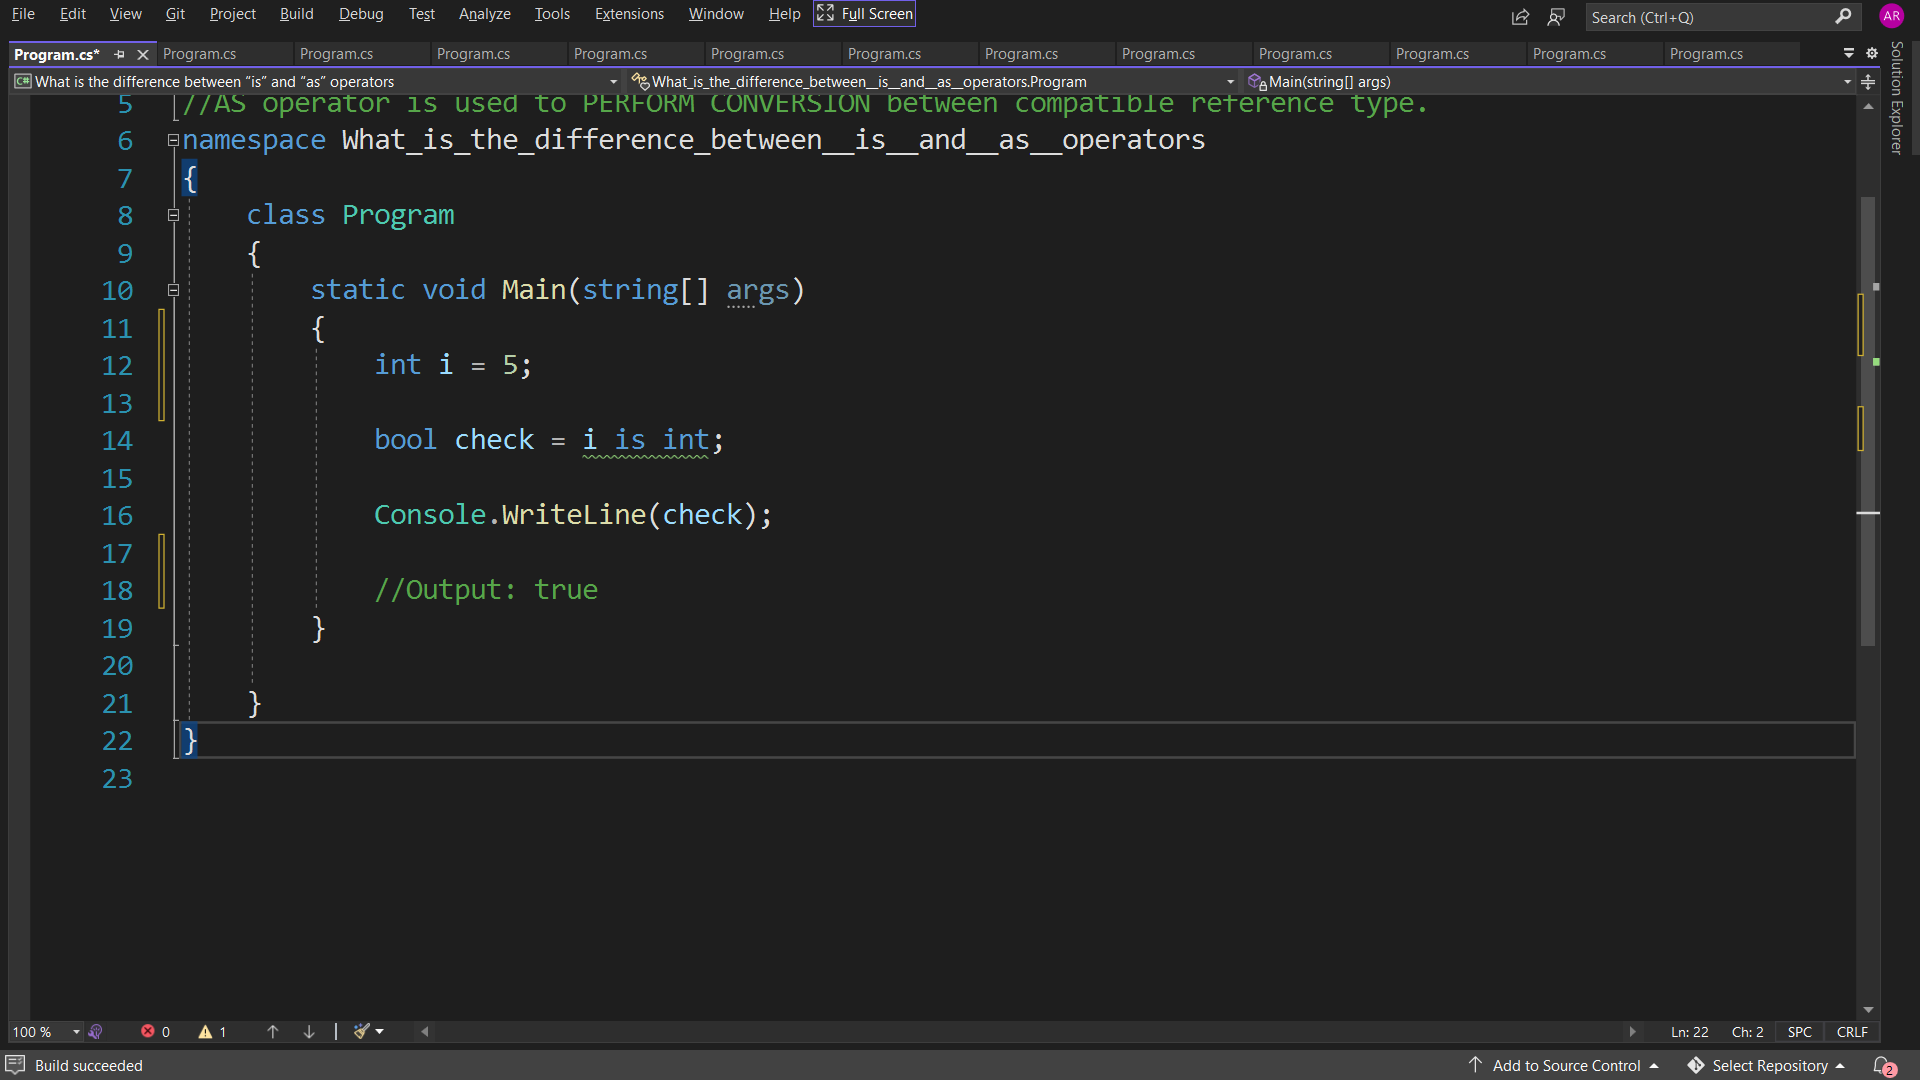 File Edit View Git Project Build Debug Test Analyze Tools Extensions Window Help Full Screen Search (Ctrl+Q) AR
Program.cs* Program.cs Program.cs Program.cs Program.cs Program.cs Program.cs Program.cs Program.cs Program.cs Program.cs Program.cs Program.cs
C# What is the difference between “is” and “as” operators What_is_the_difference_between__is__and__as__operators.Program Main(string[] args)
Solution Explorer
5 //AS operator is used to PERFORM CONVERSION between compatible reference type.
6 namespace What_is_the_difference_between__is__and__as__operators
7 {
8 class Program
9 {
10 static void Main(string[] args)
11 {
12 int i = 5;
13
14 bool check = i is int;
15
16 Console.WriteLine(check);
17
18 //Output: true
19 }
20
21 }
22 }
23
100 % 0 1 Ln: 22 Ch: 2 SPC CRLF
Build succeeded Add to Source Control Select Repository 2